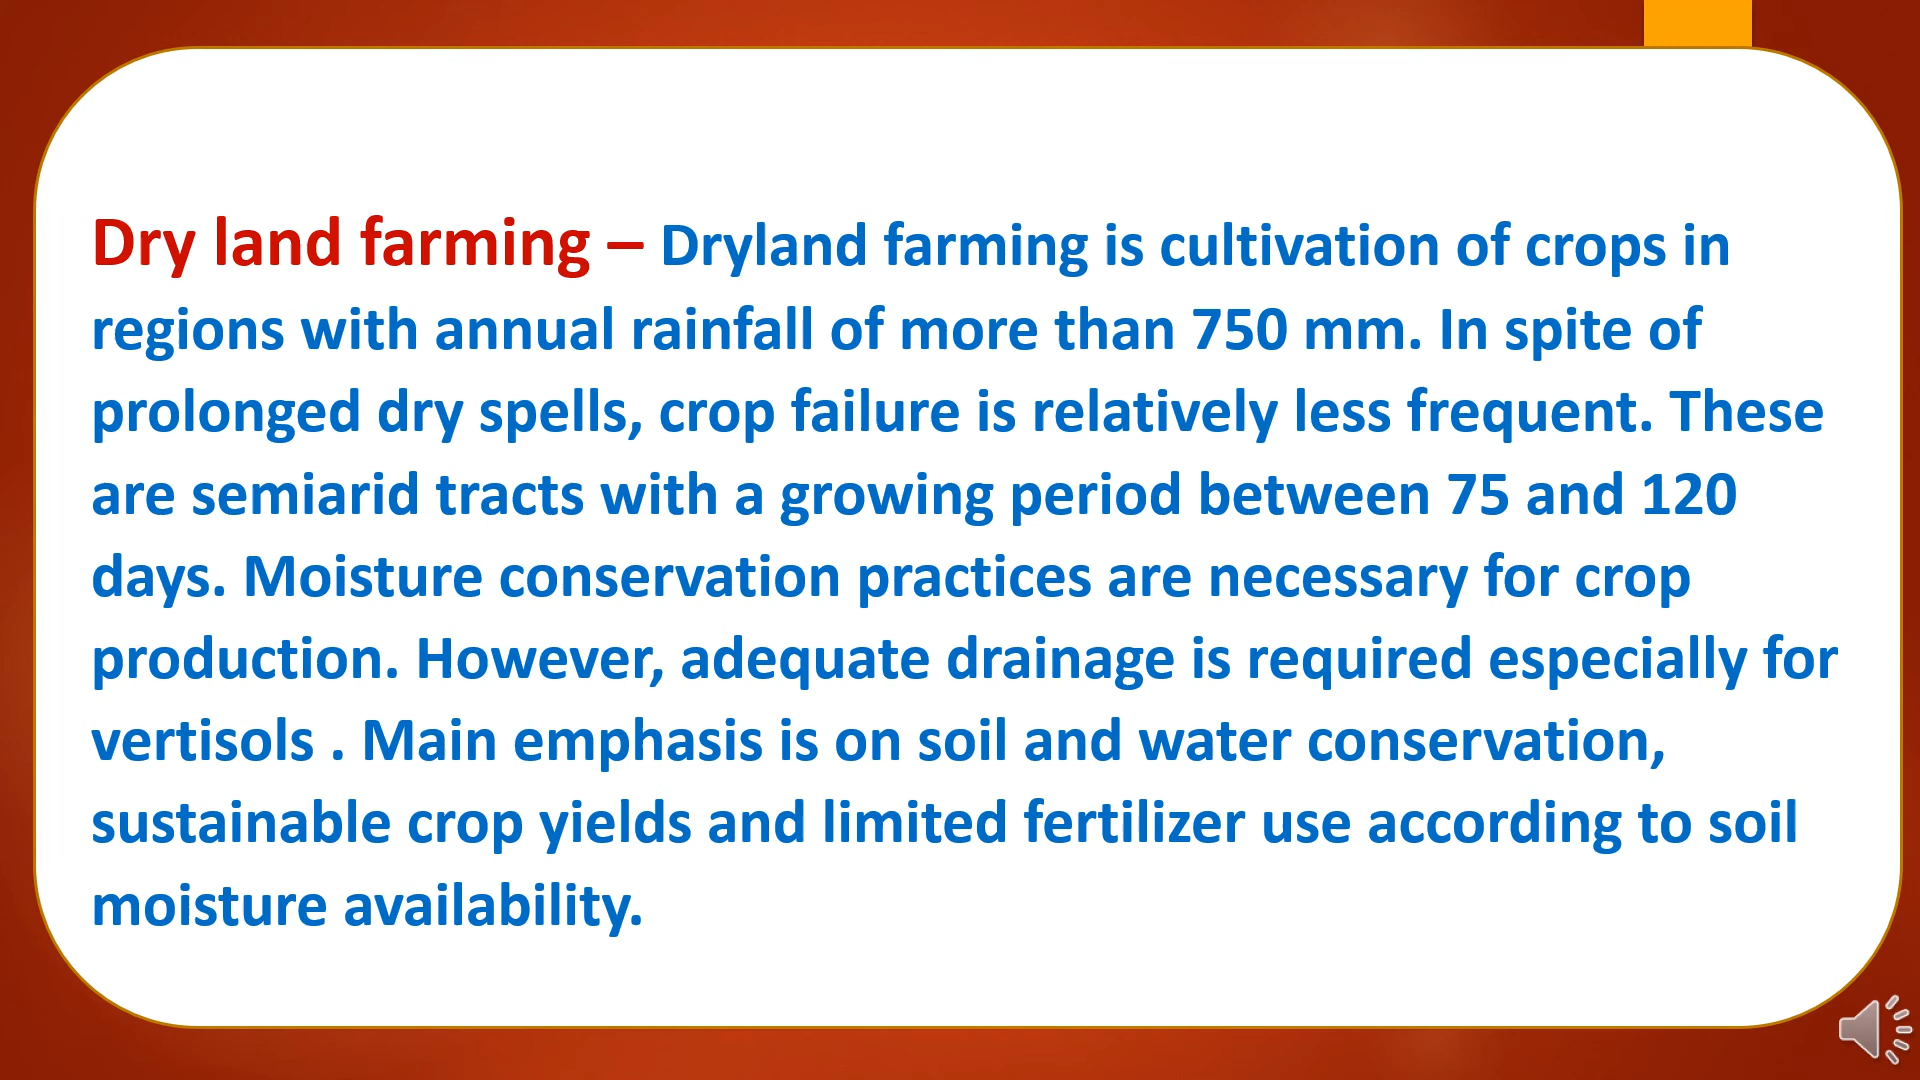 Dry land farming – Dryland farming is cultivation of crops in
regions with annual rainfall of more than 750 mm. In spite of
prolonged dry spells, crop failure is relatively less frequent. These
are semiarid tracts with a growing period between 75 and 120
days. Moisture conservation practices are necessary for crop
production. However, adequate drainage is required especially for
vertisols . Main emphasis is on soil and water conservation,
sustainable crop yields and limited fertilizer use according to soil
moisture availability.